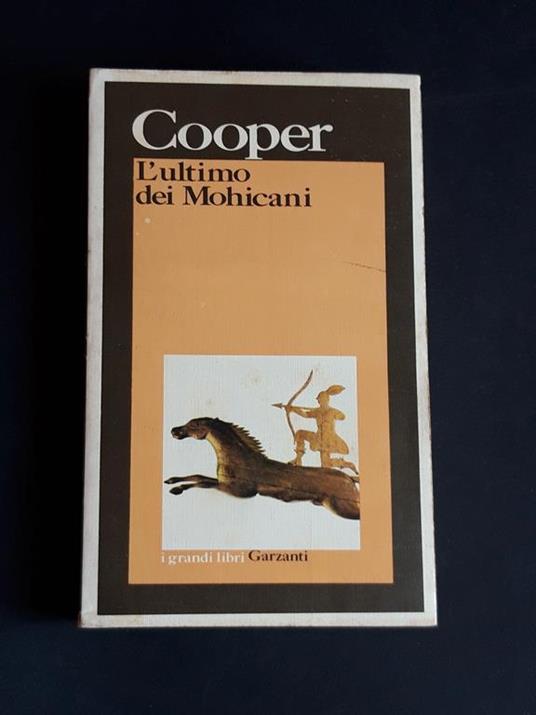 Cooper
L'ultimo
dei Mohicani
i grandi libri Garzanti